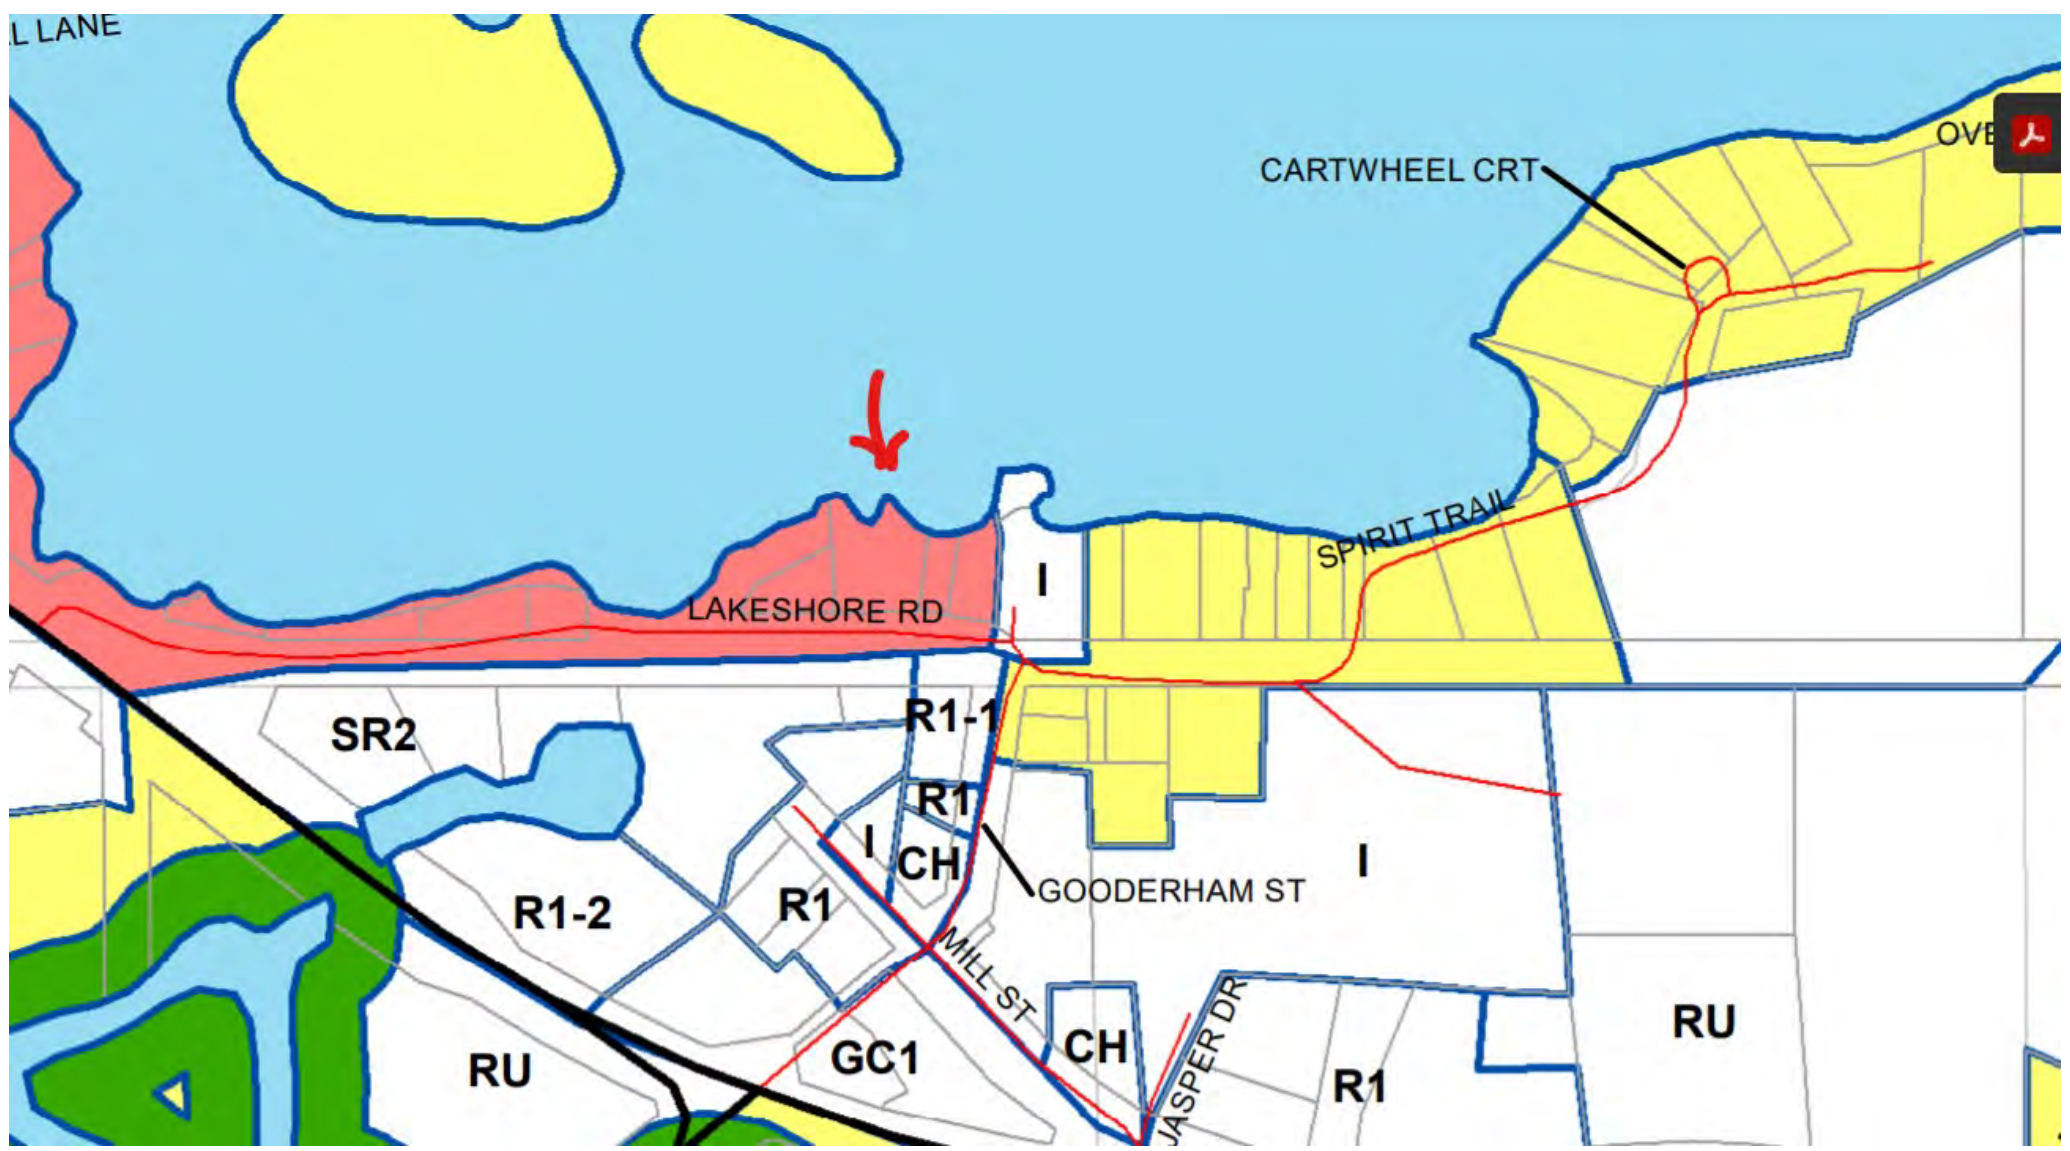 L LANE
OVE
CARTWHEEL CRT
SPIRIT TRAIL
I
LAKESHORE RD
R1-1
SR2
R1
I
CH
I
GOODERHAM ST
R1
R1-2
MILL ST
JASPER DR
RU
CH
GC1
RU
R1